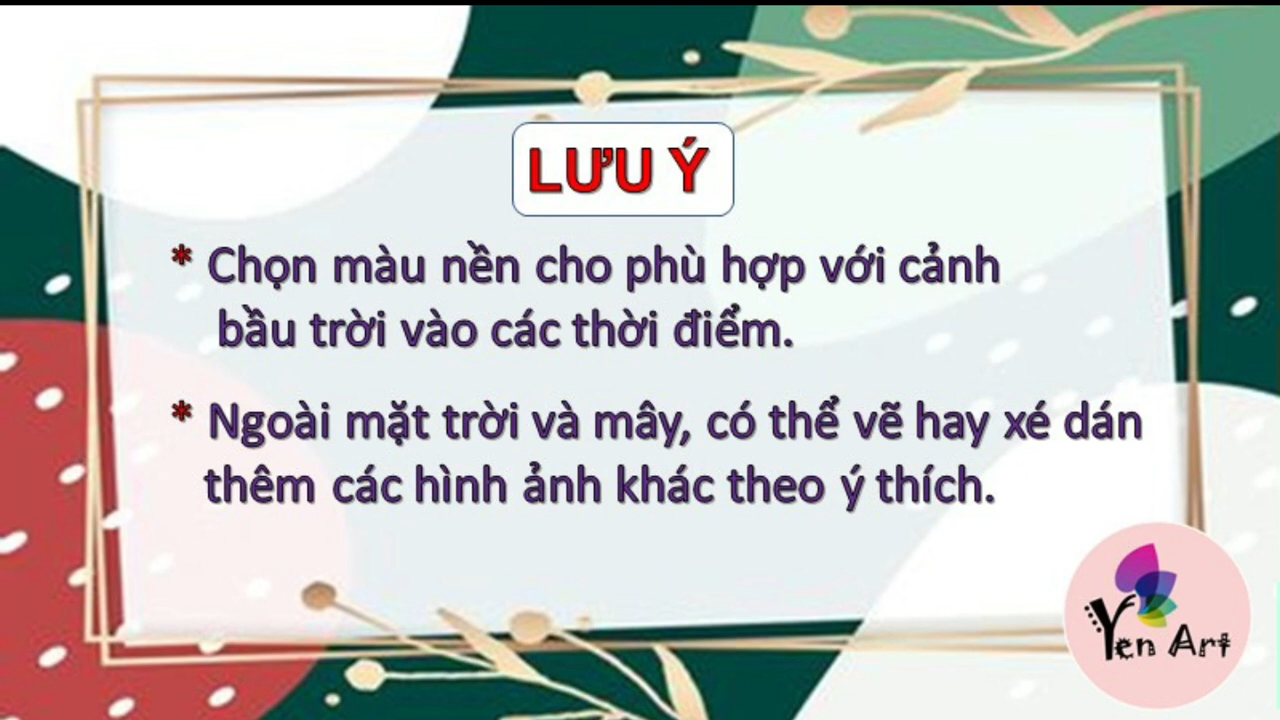 LƯU Ý
* Chọn màu nền cho phù hợp với cảnh
bầu trời vào các thời điểm.
* Ngoài mặt trời và mây, có thể vẽ hay xé dán
thêm các hình ảnh khác theo ý thích.
Yen Art